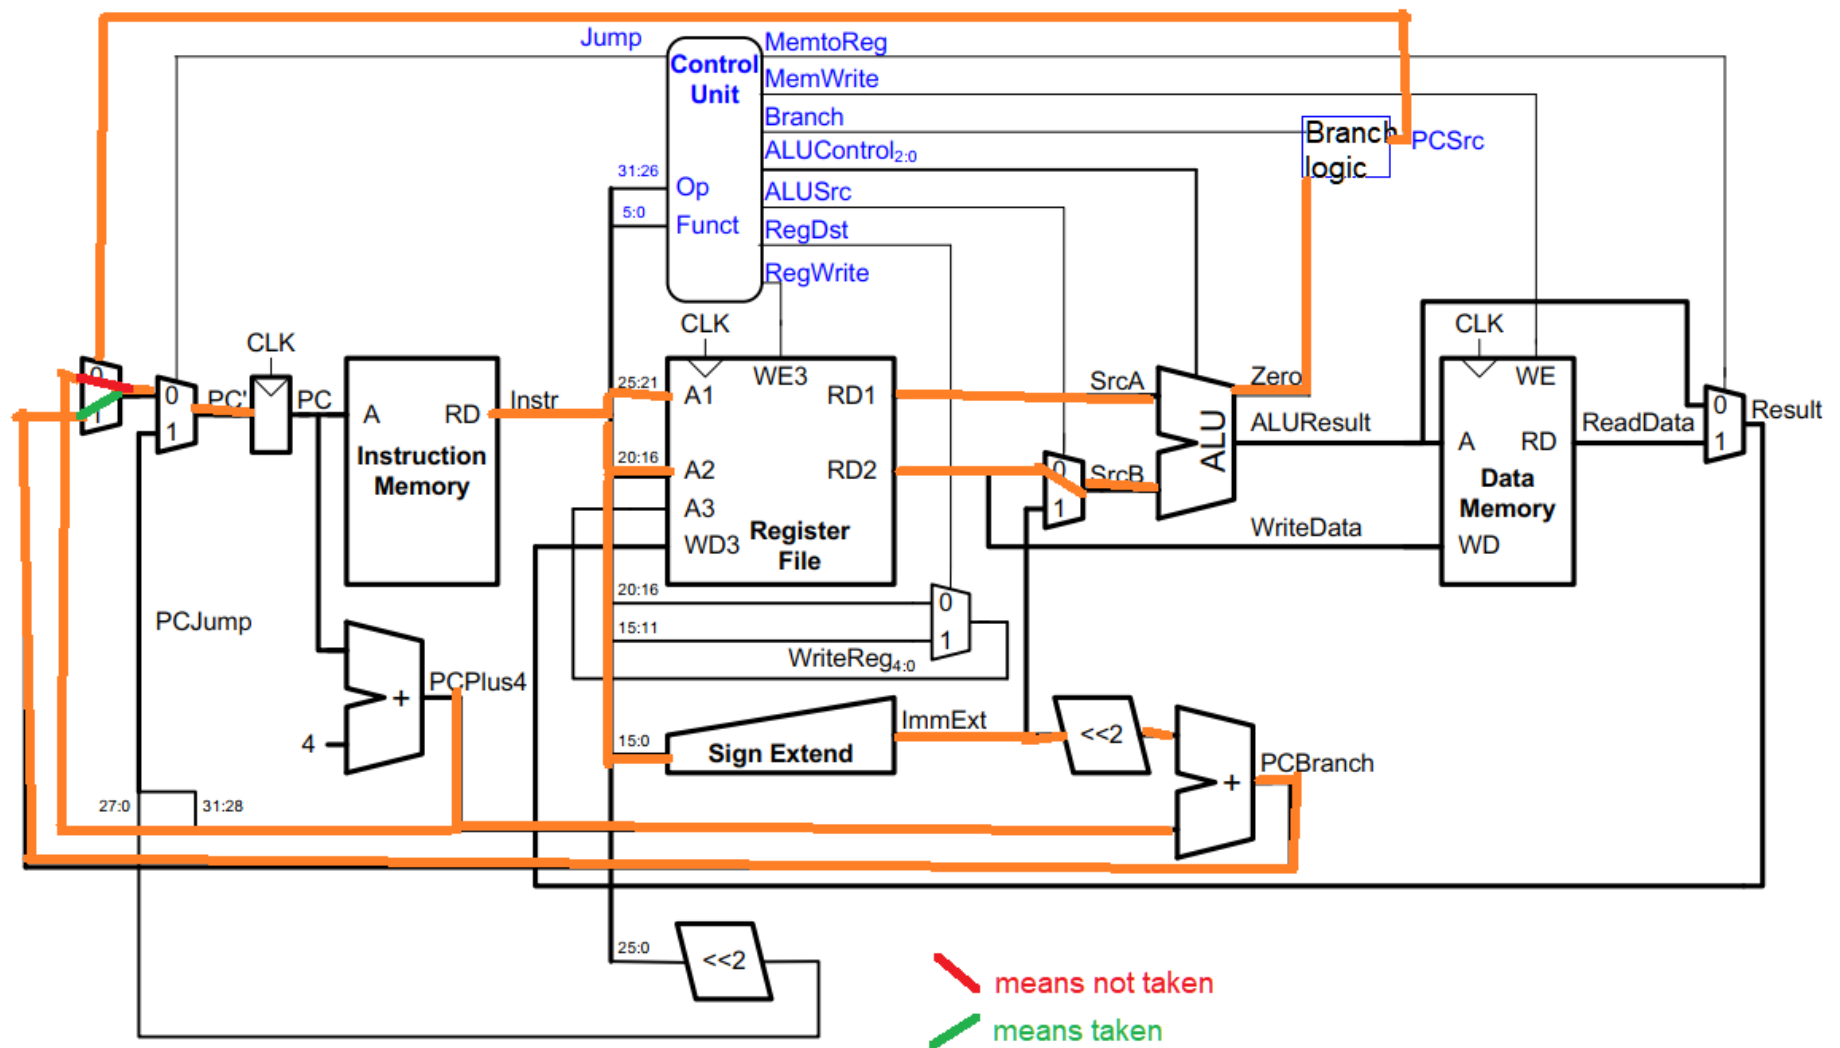 Jump
Control
Unit
MemtoReg
MemWrite
Branch
ALUControl2:0
ALUSrc
RegDst
RegWrite
31:26
Op
5:0
Funct
Branch
logic
PCSrc
CLK
CLK
CLK
0
1
0
1
PC'
PC
A
RD
Instruction
Memory
Instr
25:21
A1
WE3
RD1
20:16
A2
RD2
A3
WD3
Register
File
SrcA
0
1
SrcB
ALU
Zero
ALUResult
WriteData
WE
A
RD
Data
Memory
WD
ReadData
0
1
Result
20:16
0
15:11
1
WriteReg4:0
PCJump
+
PCPlus4
4
15:0
Sign Extend
ImmExt
<<2
+
PCBranch
27:0
31:28
25:0
<<2
means not taken
means taken